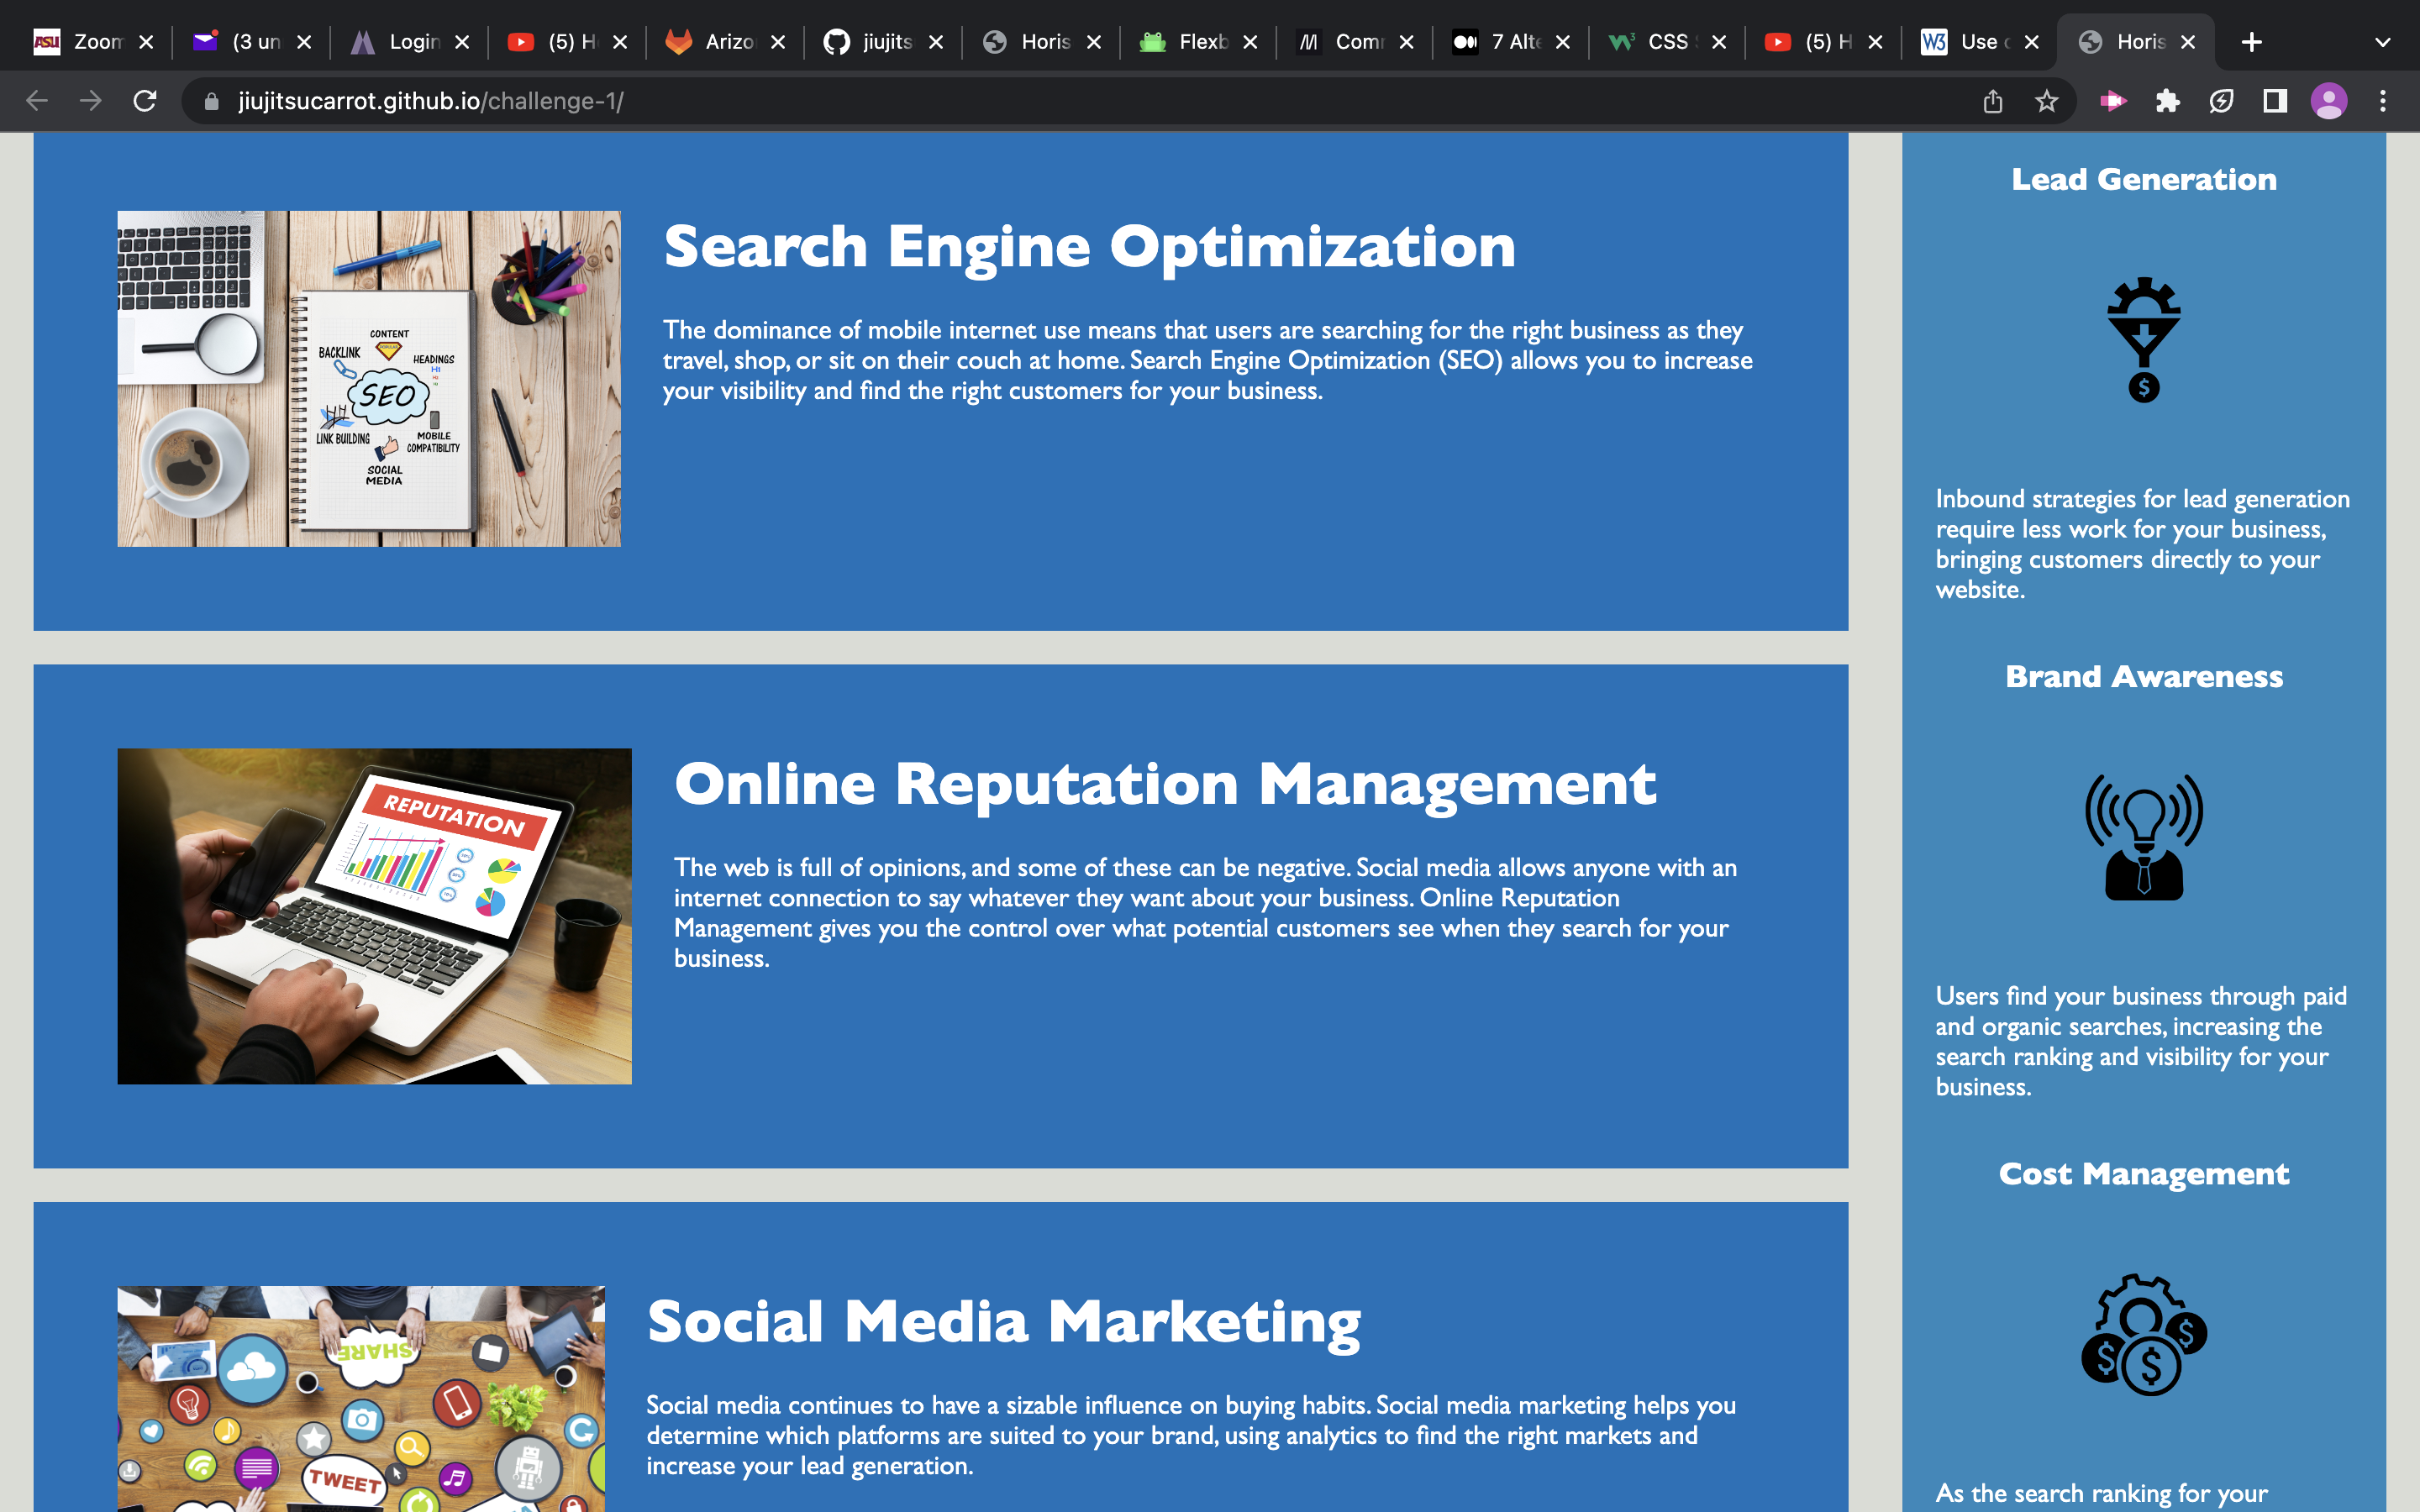 Zoom
(3 un
Login
(5) H
Arizo
jiujits
Horis
Flexb
Com
7 Alte
CSS
(5) H
Use
Horis
jiujitsucarrot.github.io/challenge-1/
CONTENT
BACKLINK
HEADINGS
H1
SEO
LINK BUILDING
MOBILE
COMPATIBILITY
SOCIAL
MEDIA
Search Engine Optimization
The dominance of mobile internet use means that users are searching for the right business as they
travel, shop, or sit on their couch at home. Search Engine Optimization (SEO) allows you to increase
your visibility and find the right customers for your business.
REPUTATION
Online Reputation Management
The web is full of opinions, and some of these can be negative. Social media allows anyone with an
internet connection to say whatever they want about your business. Online Reputation
Management gives you the control over what potential customers see when they search for your
business.
SHARE
TWEET
Social Media Marketing
Social media continues to have a sizable influence on buying habits. Social media marketing helps you
determine which platforms are suited to your brand, using analytics to find the right markets and
increase your lead generation.
Lead Generation
Inbound strategies for lead generation
require less work for your business,
bringing customers directly to your
website.
Brand Awareness
Users find your business through paid
and organic searches, increasing the
search ranking and visibility for your
business.
Cost Management
As the search ranking for your